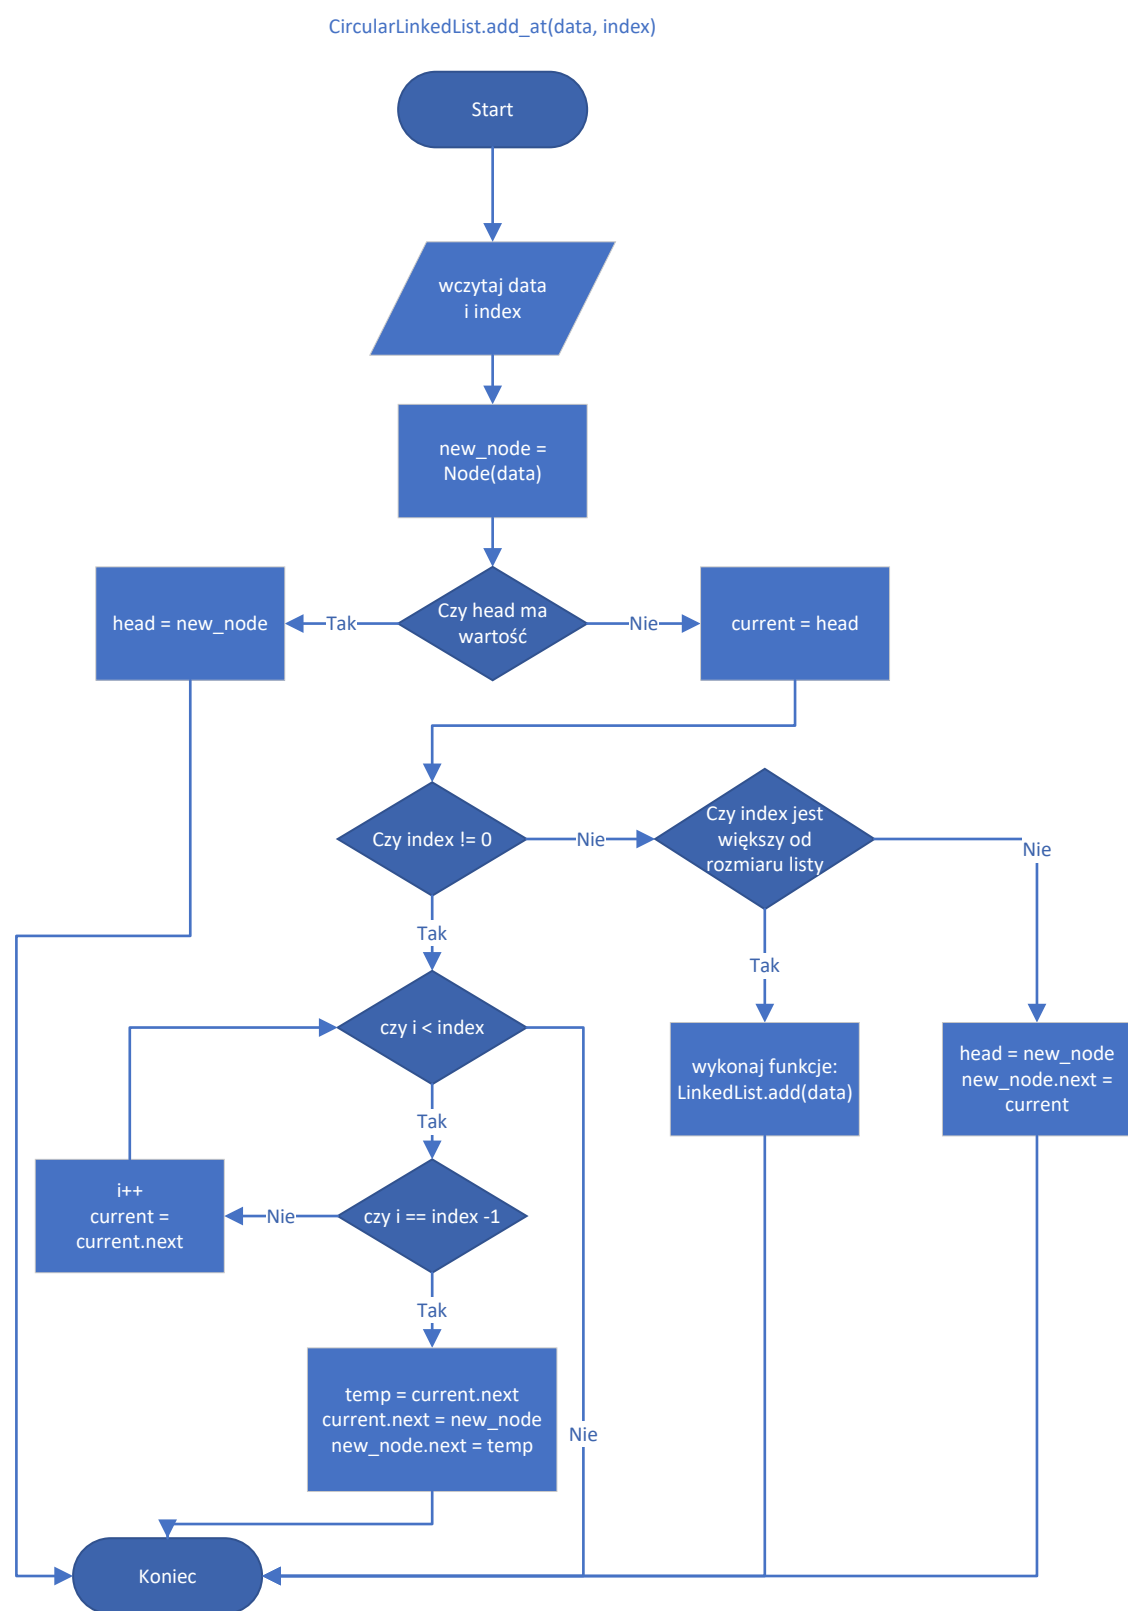 CircularLinkedList.add_at(data, index)
Start
wczytaj data
i index
new_node =
Node(data)
head = new_node
Tak
Czy head ma
wartość
Nie
current = head
Czy index != 0
Nie
Czy index jest
większy od
rozmiaru listy
Nie
Tak
Tak
czy i < index
wykonaj funkcje:
LinkedList.add(data)
head = new_node
new_node.next =
current
Tak
i++
current =
current.next
Nie
czy i == index -1
Tak
temp = current.next
current.next = new_node
new_node.next = temp
Nie
Koniec